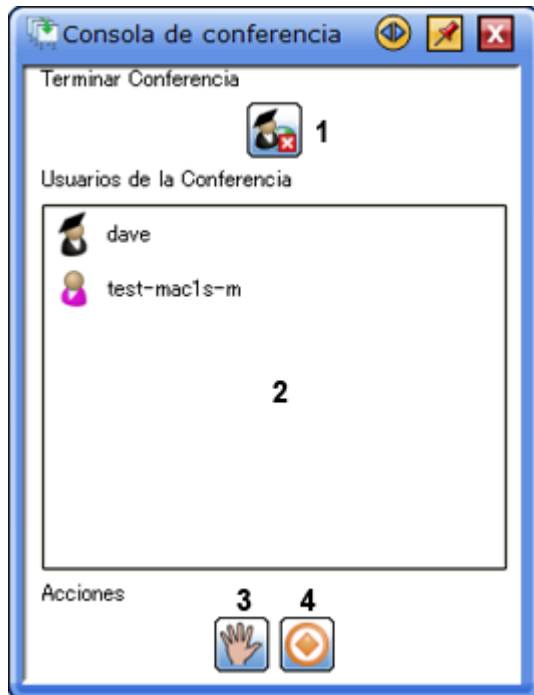 Consola de conferencia
Terminar Conferencia
1
Usuarios de la Conferencia
dave
test-mac1s-m
2
Acciones
3 4